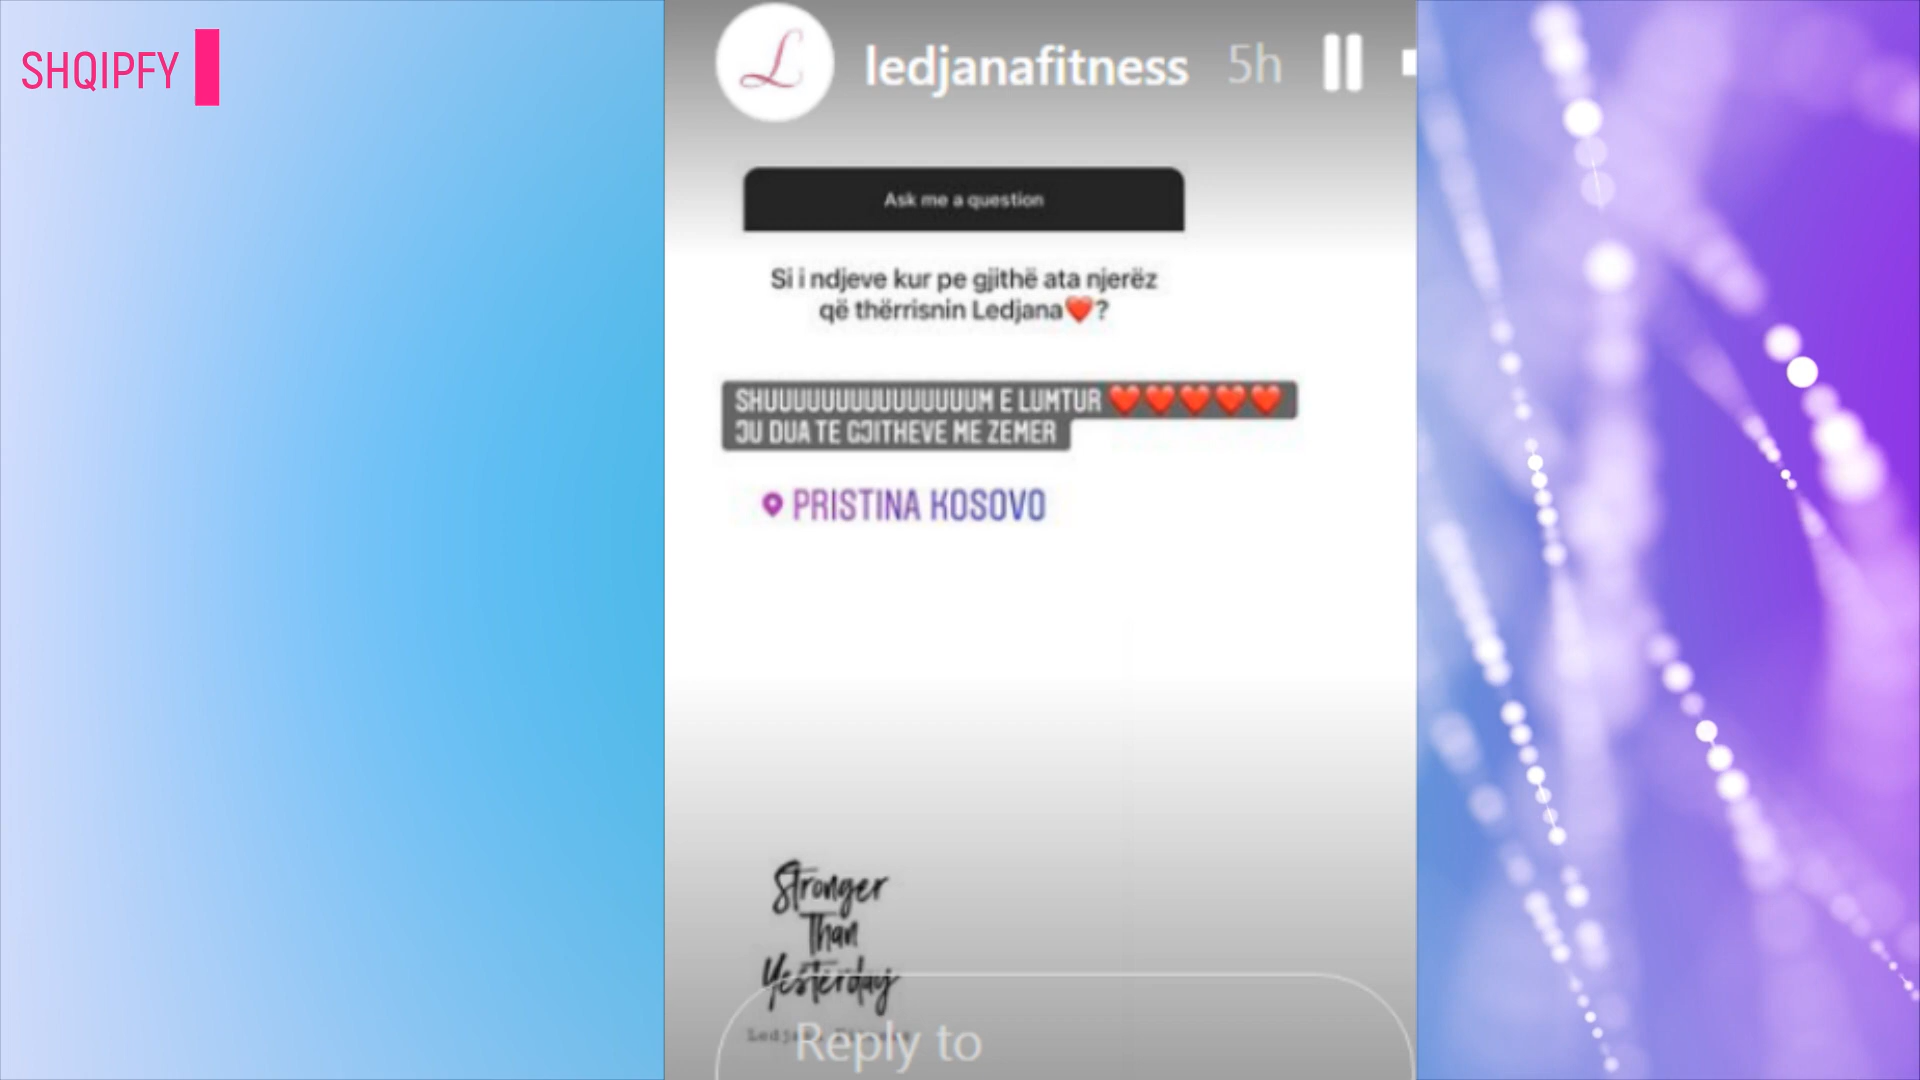 SHQIPFY
ledjanafitness 5h
Ask me a question
Si i ndjeve kur pe gjithë ata njerëz
që thërrisnin Ledjana❤️?
SHUUUUUUUUUUUUUUUM E LUMTUR ❤️❤️❤️❤️❤️
JU DUA TE GJITHEVE ME ZEMER
PRISTINA KOSOVO
Stronger
Than
Yesterday
Reply to